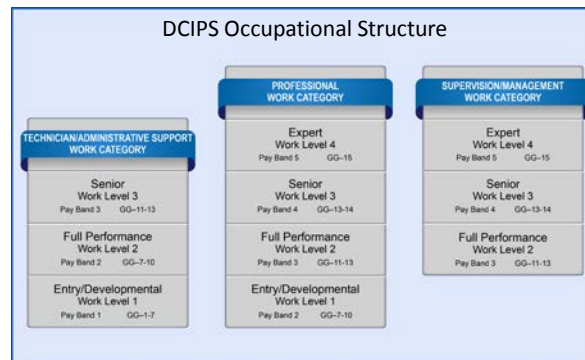 DCIPS Occupational Structure
TECHNICIAN/ADMINISTRATIVE SUPPORT
WORK CATEGORY
Senior
Work Level 3
Pay Band 3 GG-11-13
Full Performance
Work Level 2
Pay Band 2 GG-7-10
Entry/Developmental
Work Level 1
Pay Band 1 GG-1-7
PROFESSIONAL
WORK CATEGORY
Expert
Work Level 4
Pay Band 5 GG-15
Senior
Work Level 3
Pay Band 4 GG-13-14
Full Performance
Work Level 2
Pay Band 3 GG-11-13
Entry/Developmental
Work Level 1
Pay Band 2 GG-7-10
SUPERVISION/MANAGEMENT
WORK CATEGORY
Expert
Work Level 4
Pay Band 5 GG-15
Senior
Work Level 3
Pay Band 4 GG-13-14
Full Performance
Work Level 2
Pay Band 3 GG-11-13